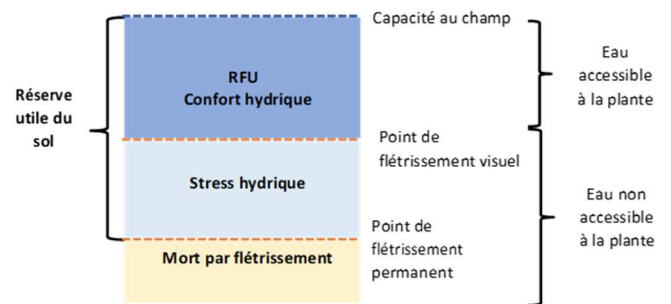 Réserve
utile du
sol
RFU
Confort hydrique
Stress hydrique
Mort par flétrissement
Capacité au champ
Point de
flétrissement visuel
Point de
flétrissement
permanent
Eau
accessible
à la plante
Eau non
accessible
à la plante